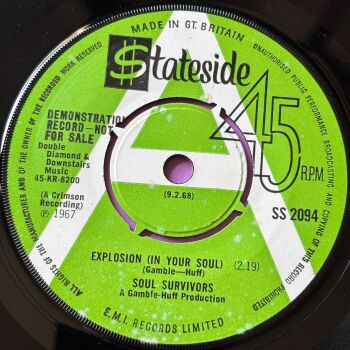 MADE IN GT. BRITAIN
$tateside
ALL RIGHTS OF THE MANUFACTURER AND OF THE OWNER OF THE RECORDED WORK RESERVED
UNAUTHORISED PUBLIC PERFORMANCE BROADCASTING AND COPYING OF THIS RECORD PROHIBITED
A
DEMONSTRATION
RECORD—NOT
FOR SALE
Double
Diamond &
Downstairs
Music
45-KR-8200
(A Crimson
Recording)
℗ 1967
(9.2.68)
45
RPM
SS 2094
EXPLOSION (IN YOUR SOUL) (2.19)
(Gamble—Huff)
SOUL SURVIVORS
A Gamble-Huff Production
E.M.I. RECORDS LIMITED